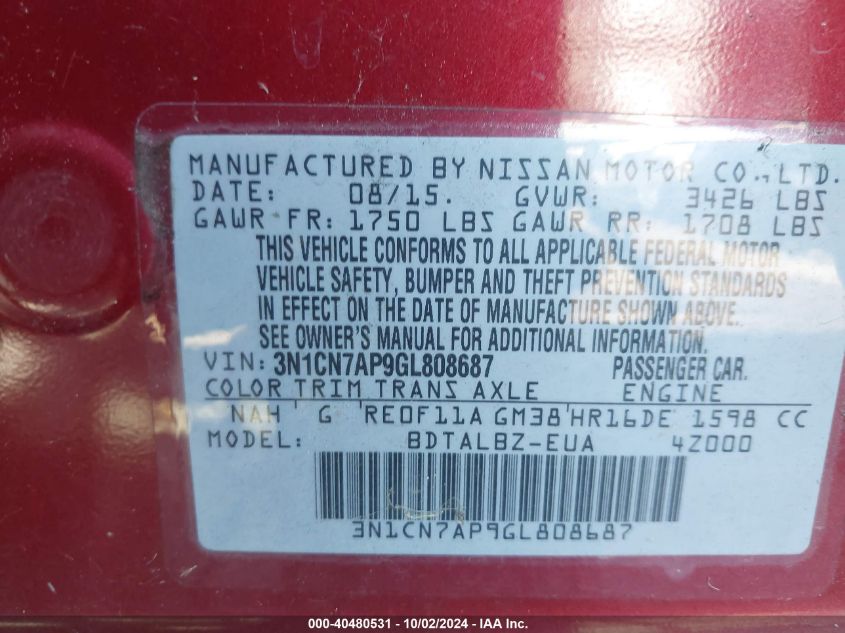 MANUFACTURED BY NISSAN MOTOR CO.,LTD.
DATE: 08/15. GVWR: 3426 LBS
GAWR FR: 1750 LBS GAWR RR: 1708 LBS
THIS VEHICLE CONFORMS TO ALL APPLICABLE FEDERAL MOTOR
VEHICLE SAFETY, BUMPER AND THEFT PREVENTION STANDARDS
IN EFFECT ON THE DATE OF MANUFACTURE SHOWN ABOVE.
SEE OWNER'S MANUAL FOR ADDITIONAL INFORMATION.
VIN: 3N1CN7AP9GL808687 PASSENGER CAR.
COLOR TRIM TRANS AXLE ENGINE
NAH G RE0F11A GM38 HR16DE 1598 CC
MODEL: BDTALBZ-EUA 4Z000
3N1CN7AP9GL808687
000-40480531 - 10/02/2024 - IAA Inc.